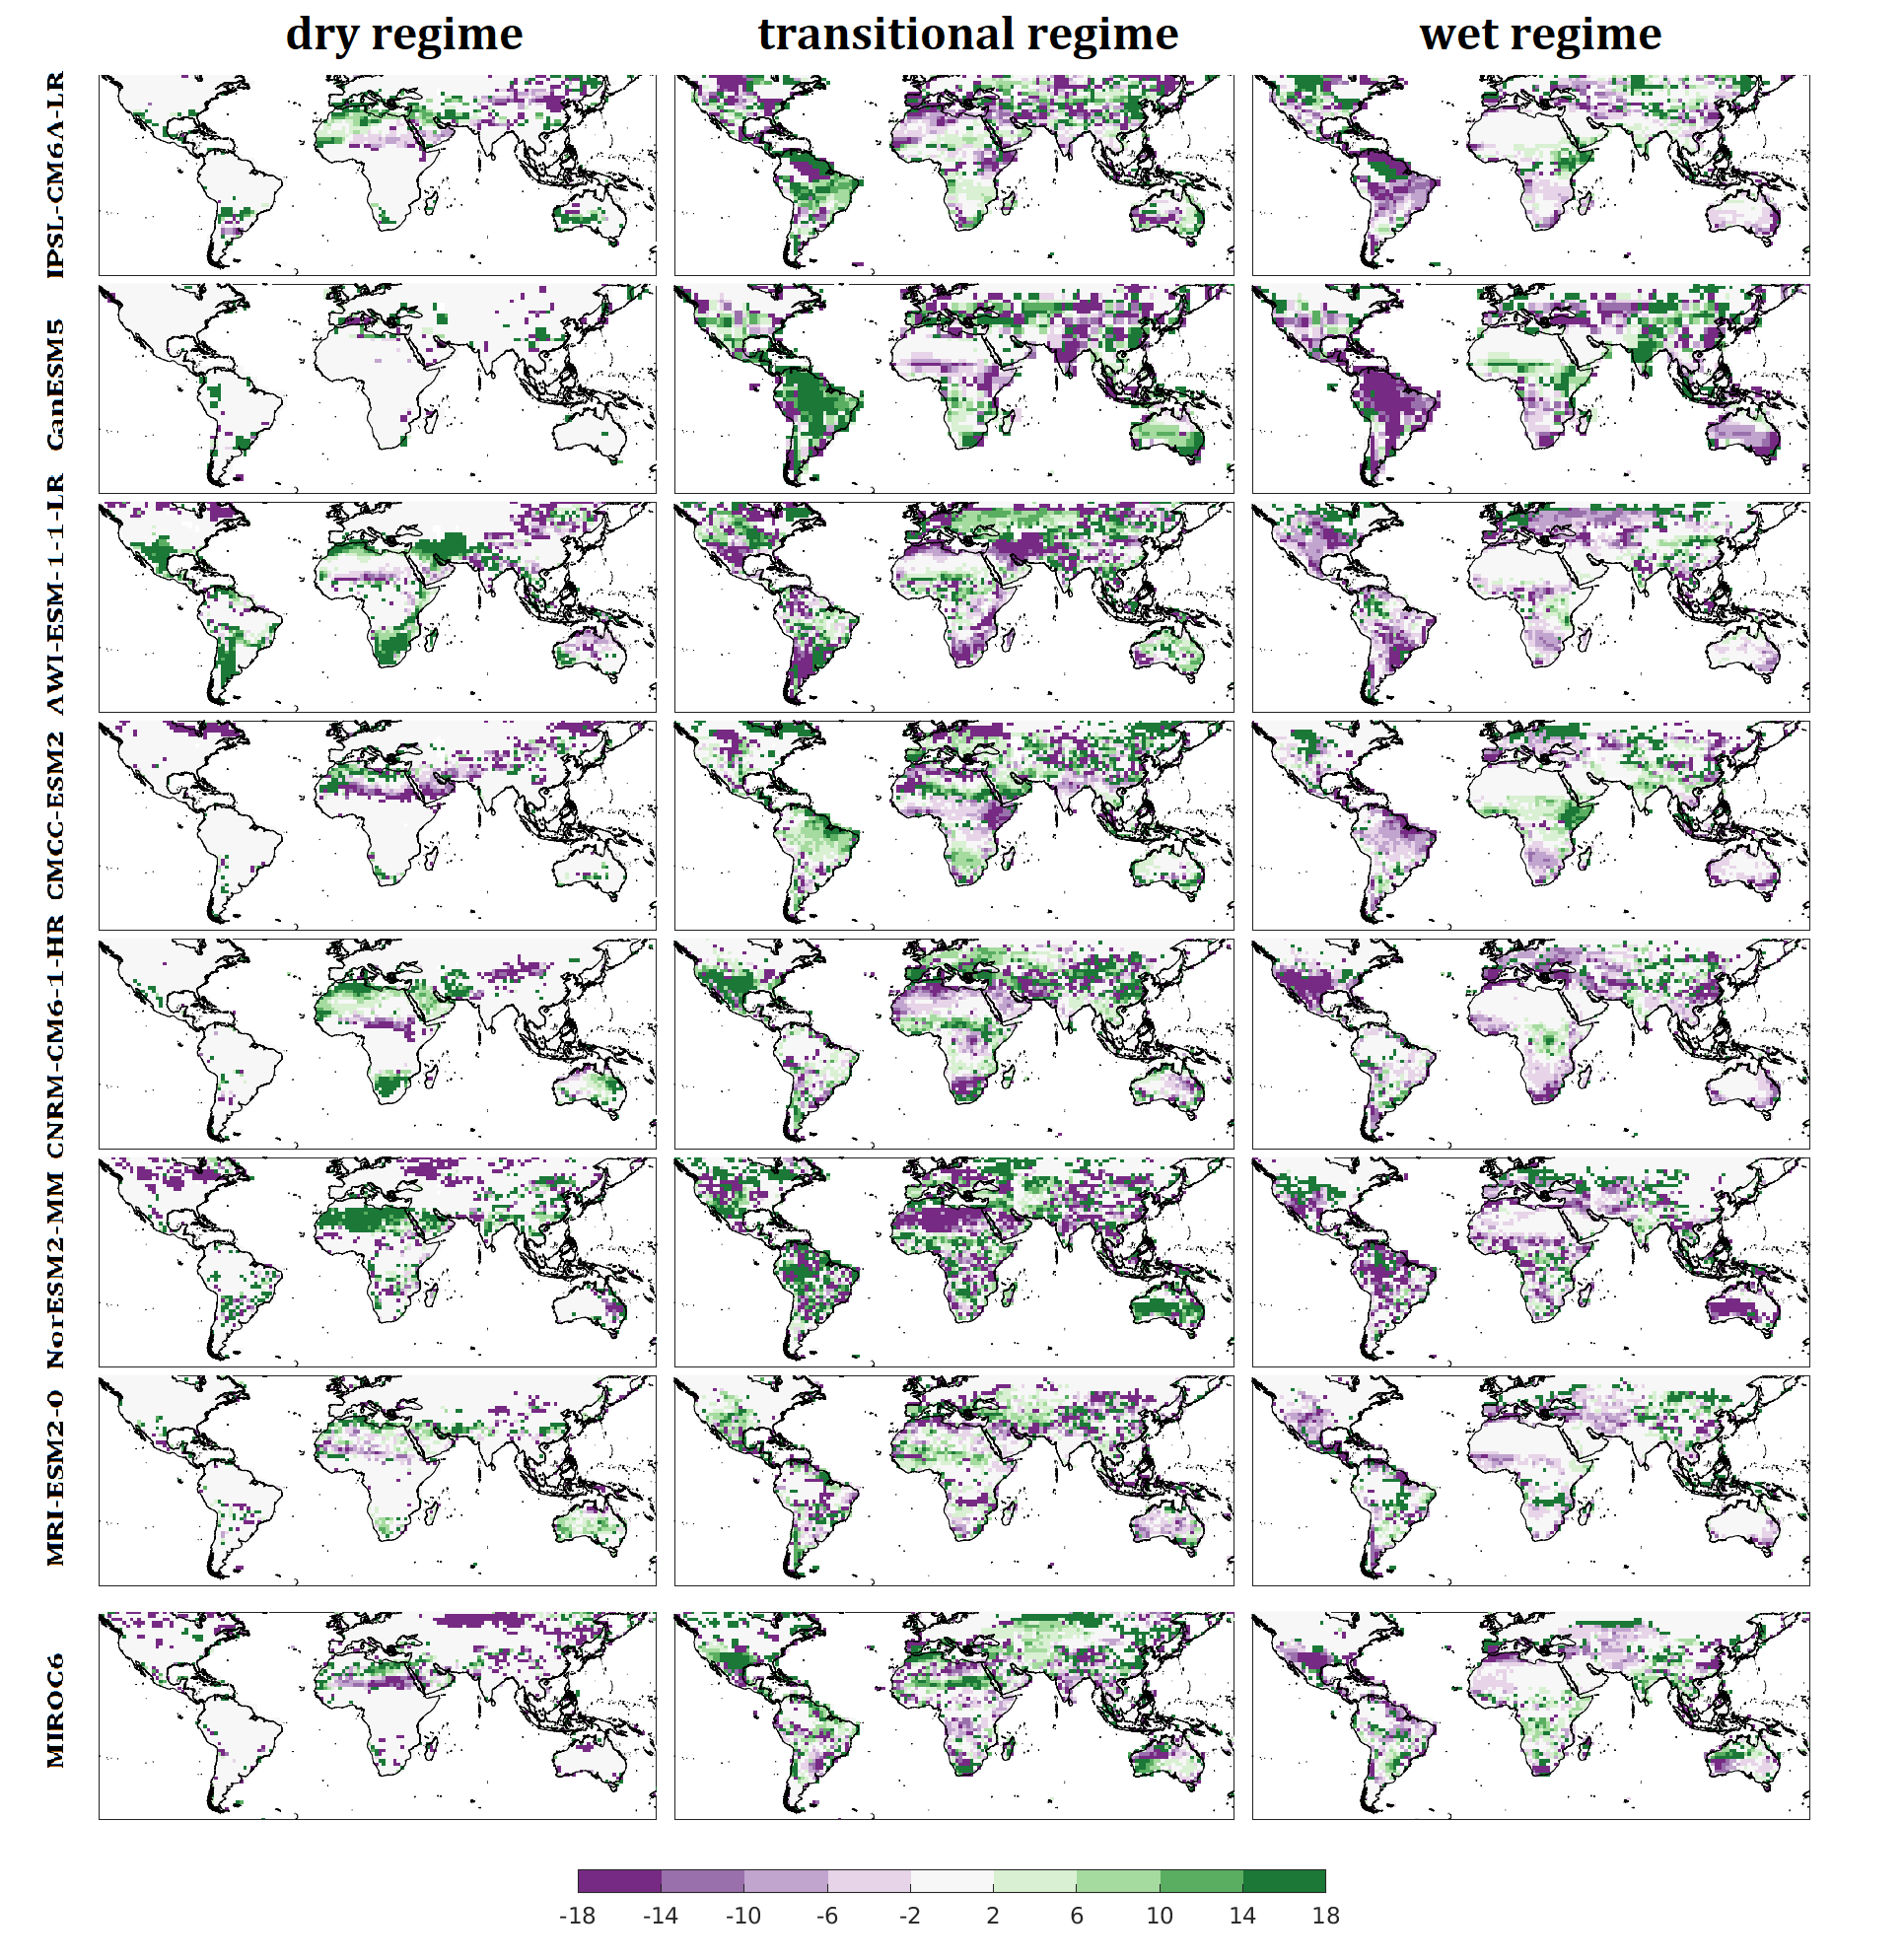 dry regime transitional regime wet regime
IPSL-CM6A-LR
CanESM5
AWI-ESM-1-1-LR
CMCC-ESM2
CNRM-CM6-1-HR
NorESM2-MM
MRI-ESM2-0
MIROC6
-18 -14 -10 -6 -2 2 6 10 14 18